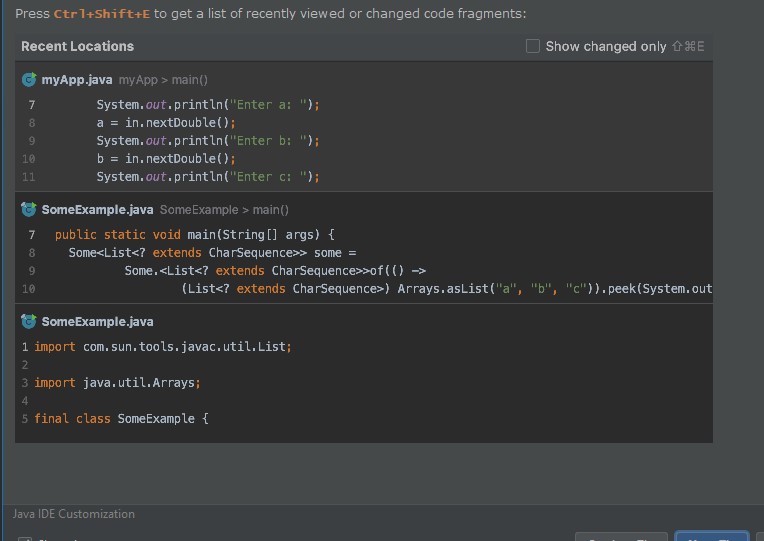 Press Ctrl+Shift+E to get a list of recently viewed or changed code fragments:
Recent Locations
Show changed only ⇧⌘E
myApp.java myApp > main()
7 System.out.println("Enter a: ");
8 a = in.nextDouble();
9 System.out.println("Enter b: ");
10 b = in.nextDouble();
11 System.out.println("Enter c: ");
SomeExample.java SomeExample > main()
7 public static void main(String[] args) {
8 Some<List<? extends CharSequence>> some =
9 Some.<List<? extends CharSequence>>of(() ->
10 (List<? extends CharSequence>) Arrays.asList("a", "b", "c")).peek(System.out
SomeExample.java
1 import com.sun.tools.javac.util.List;
2
3 import java.util.Arrays;
4
5 final class SomeExample {
Java IDE Customization